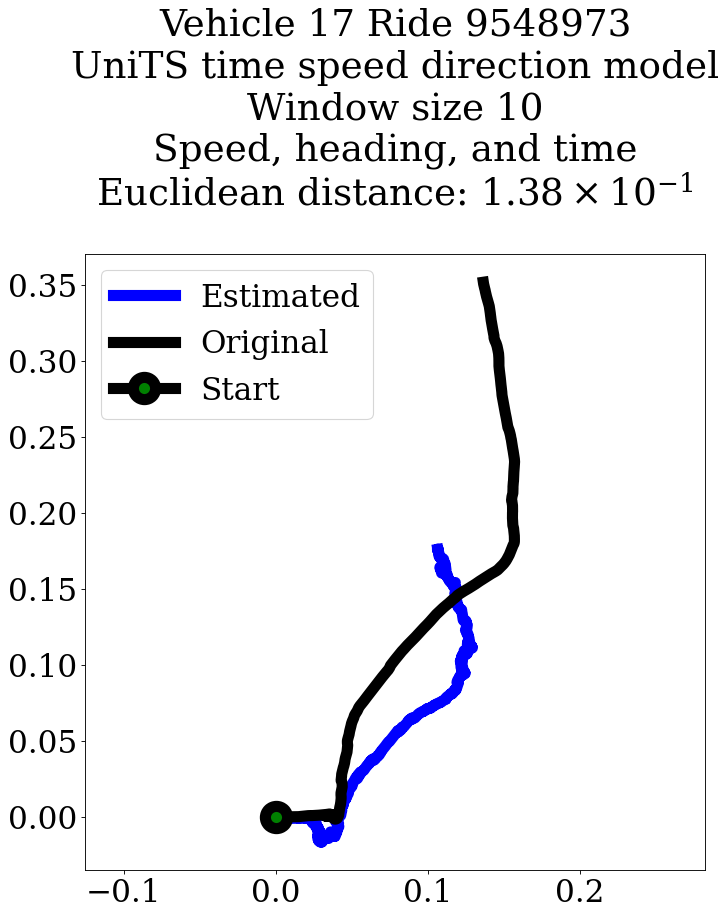 Vehicle 17 Ride 9548973
UniTS time speed direction model
Window size 10
Speed, heading, and time
Euclidean distance: $1.38 \times 10^{-1}$
Estimated
Original
Start
0.35
0.30
0.25
0.20
0.15
0.10
0.05
0.00
−0.1 0.0 0.1 0.2